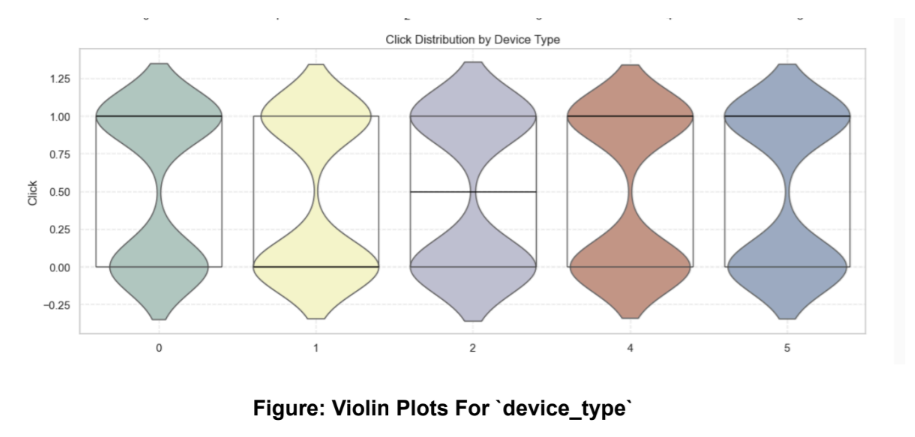 Click Distribution by Device Type
1.25
1.00
0.75
0.50
0.25
0.00
−0.25
Click
0 1 2 4 5
Figure: Violin Plots For `device_type`